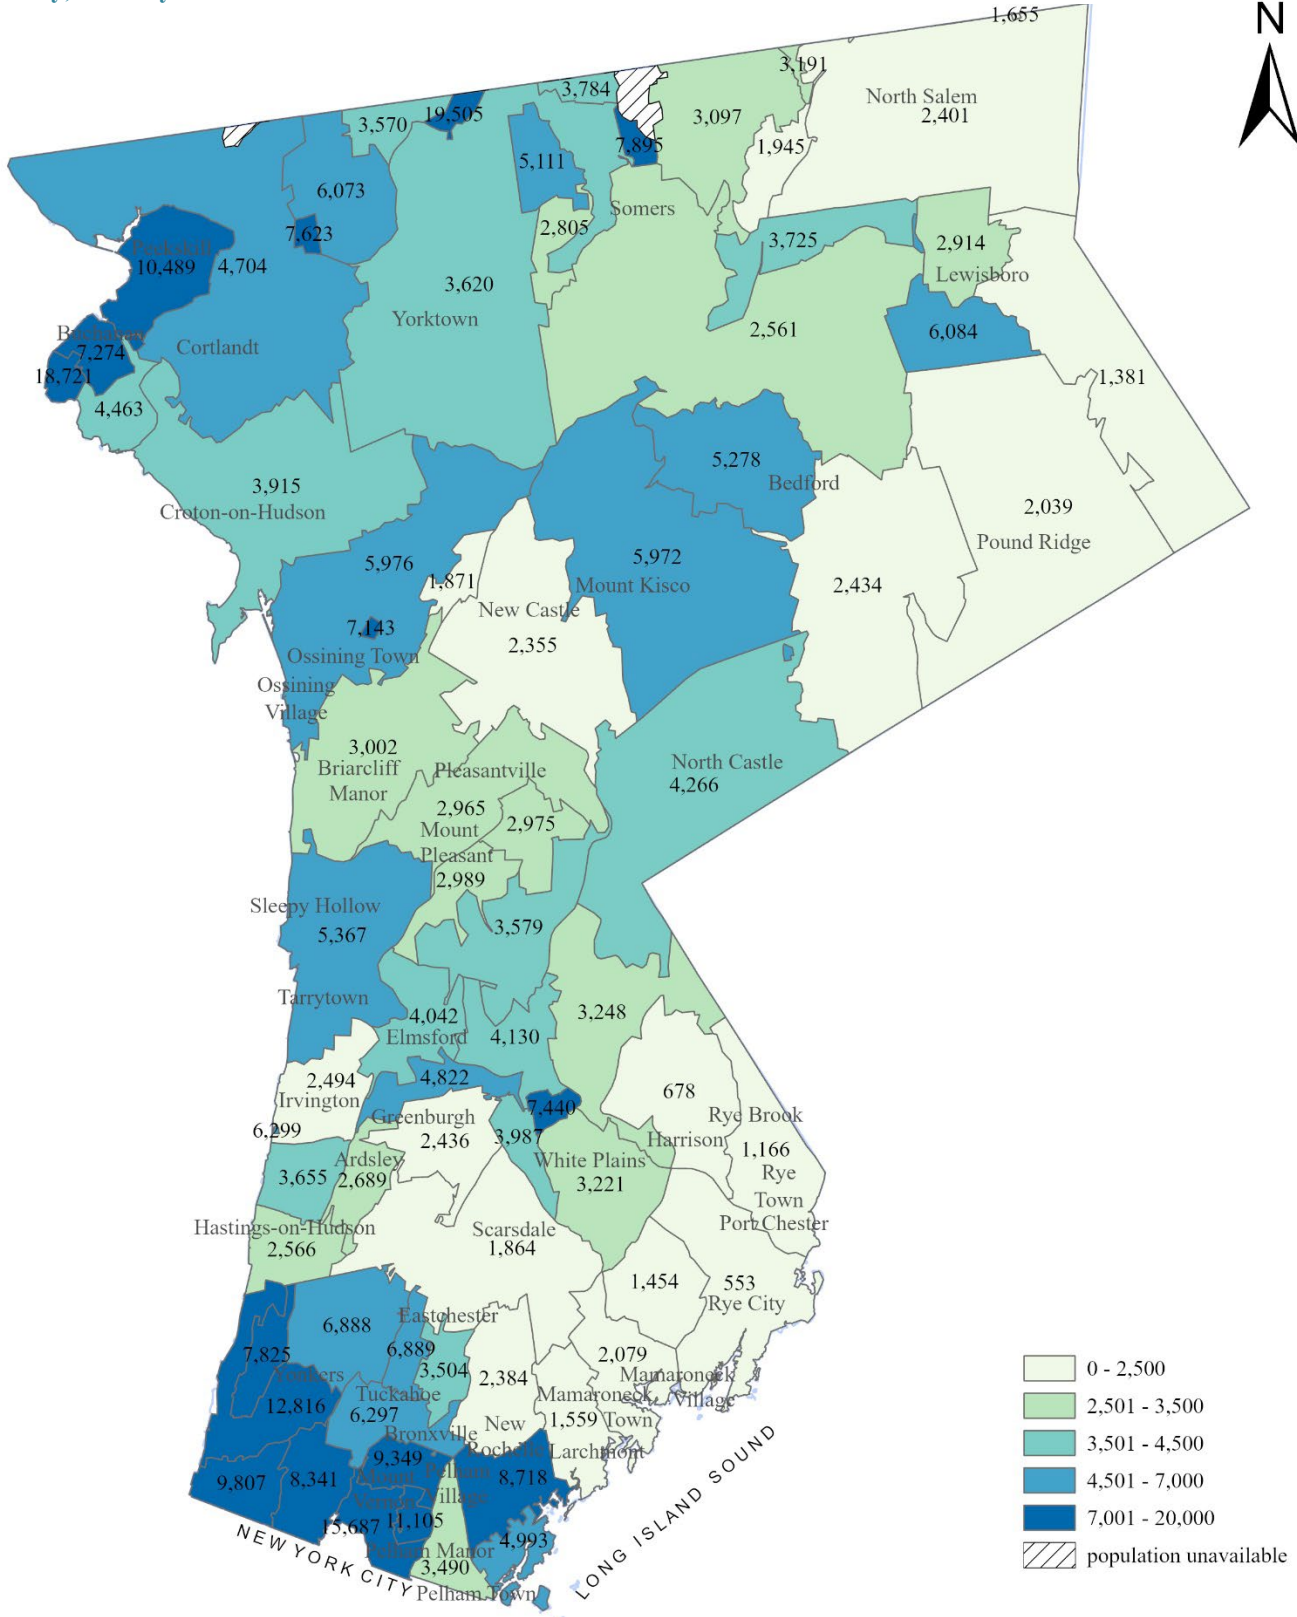 N
1,655
3,191
3,784
North Salem
2,401
19,505
3,570
3,097
7,895
1,945
5,111
6,073
Somers
2,805
7,623
3,725
2,914
Peekskill
10,489
4,704
Lewisboro
3,620
Yorktown
2,561
6,084
Buchanan
7,274
Cortlandt
18,721
1,381
4,463
5,278
Bedford
3,915
Croton-on-Hudson
2,039
Pound Ridge
5,976
1,871
5,972
Mount Kisco
2,434
New Castle
7,143
2,355
Ossining Town
Ossining
Village
3,002
Briarcliff
Manor
Pleasantville
North Castle
4,266
2,965
2,975
Mount
Pleasant
2,989
Sleepy Hollow
5,367
3,579
Tarrytown
4,042
Elmsford
4,130
3,248
2,494
Irvington
4,822
678
7,440
Rye Brook
Greenburgh
2,436
6,299
3,987
Harrison
1,166
Ardsley
2,689
White Plains
3,221
Rye
Town
Port Chester
3,655
Hastings-on-Hudson
2,566
Scarsdale
1,864
1,454
553
Rye City
Eastchester
6,888
6,889
7,825
Yonkers
3,504
2,384
2,079
Mamaroneck
Village
Tuckahoe
6,297
12,816
Mamaroneck
Town
1,559
Bronxville
New
Rochelle
Larchmont
9,349
Mount
Vernon
Pelham
Village
8,718
9,807
8,341
15,687
11,105
4,993
Pelham Manor
3,490
Pelham Town
NEW YORK CITY
LONG ISLAND SOUND
0 - 2,500
2,501 - 3,500
3,501 - 4,500
4,501 - 7,000
7,001 - 20,000
population unavailable